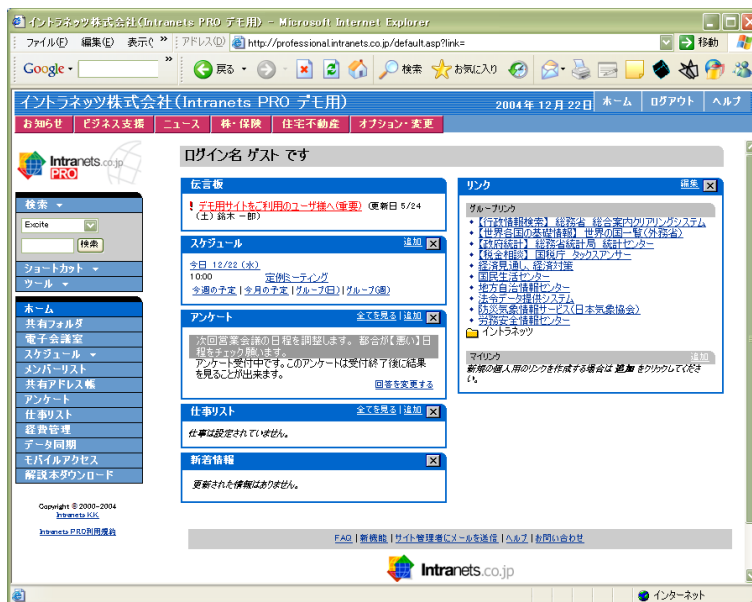 イントラネッツ株式会社(Intranets PRO デモ用) - Microsoft Internet Explorer
ファイル(F) 編集(E) 表示( » アドレス(D) http://professional.intranets.co.jp/default.asp?link= 移動
Google » 戻る 検索 お気に入り
イントラネッツ株式会社(Intranets PRO デモ用) 2004年 12月 22日 ホーム ログアウト ヘルプ
お知らせ ビジネス支援 ニュース 株・保険 住宅不動産 オプション・変更
Intranets.co.jp
PRO
検索
Excite
検索
ショートカット
ツール
ホーム
共有フォルダ
電子会議室
スケジュール
メンバーリスト
共有アドレス帳
アンケート
仕事リスト
経費管理
データ同期
モバイルアクセス
解説本ダウンロード
Copyright © 2000-2004
Intranets KK.
Intranets PRO利用規約
ログイン名 ゲスト です
伝言板
! デモ用サイトをご利用のユーザ様へ(重要) (更新日 5/24
(土) 鈴木 一郎)
スケジュール 追加
今日 12/22 (水)
10:00 定例ミーティング
今週の予定 | 今月の予定 | グループ(日) | グループ(週)
アンケート 全てを見る | 追加
次回営業会議の日程を調整します。 都合が【悪い】日
程をチェック願います。
アンケート受付中です。このアンケートは受付終了後に結果
を見ることが出来ます。
回答を変更する
仕事リスト 全てを見る | 追加
仕事は設定されていません。
新着情報
更新された情報はありません。
リンク 編集
グループリンク
【行政情報検索】 総務省 総合案内クリアリングシステム
【世界各国の基礎情報】 世界の国一覧(外務省)
【政府統計】 総務省統計局 統計センター
【税金相談】 国税庁 タックスアンサー
経済見通し、経済対策
国民生活センター
地方自治情報センター
法令データ提供システム
防災気象情報サービス(日本気象協会)
労務安全情報センター
イントラネッツ
マイリンク 追加
新規の個人用のリンクを作成する場合は 追加 をクリックしてくださ
い。
FAQ | 新機能 | サイト管理者にメールを送信 | ヘルプ | お問い合わせ
Intranets.co.jp
インターネット